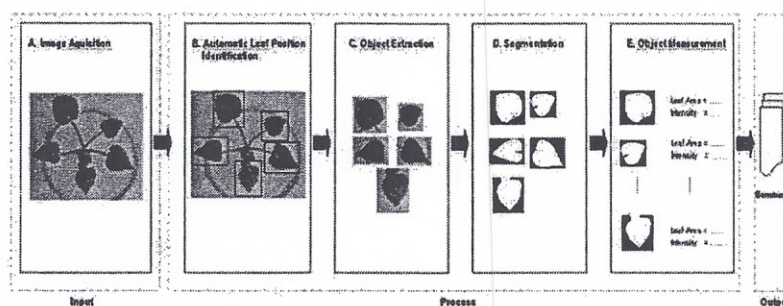 A. Image Aquisition
B. Automatic Leaf Position
Identification
C. Object Extraction
D. Segmentation
E. Object Measurement
Leaf Area = .....
Intensity = .....
Leaf Area = .....
Intensity = .....
Leaf Area = .....
Intensity = .....
Input
Process